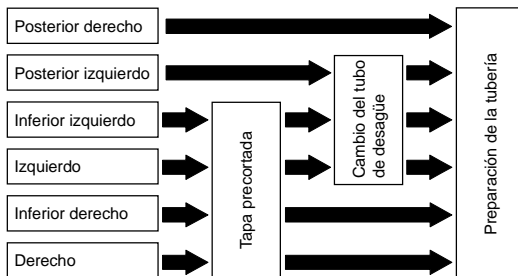 Posterior derecho
Posterior izquierdo
Inferior izquierdo
Izquierdo
Inferior derecho
Derecho
Tapa precortada
Cambio del tubo
de desagüe
Preparación de la tubería